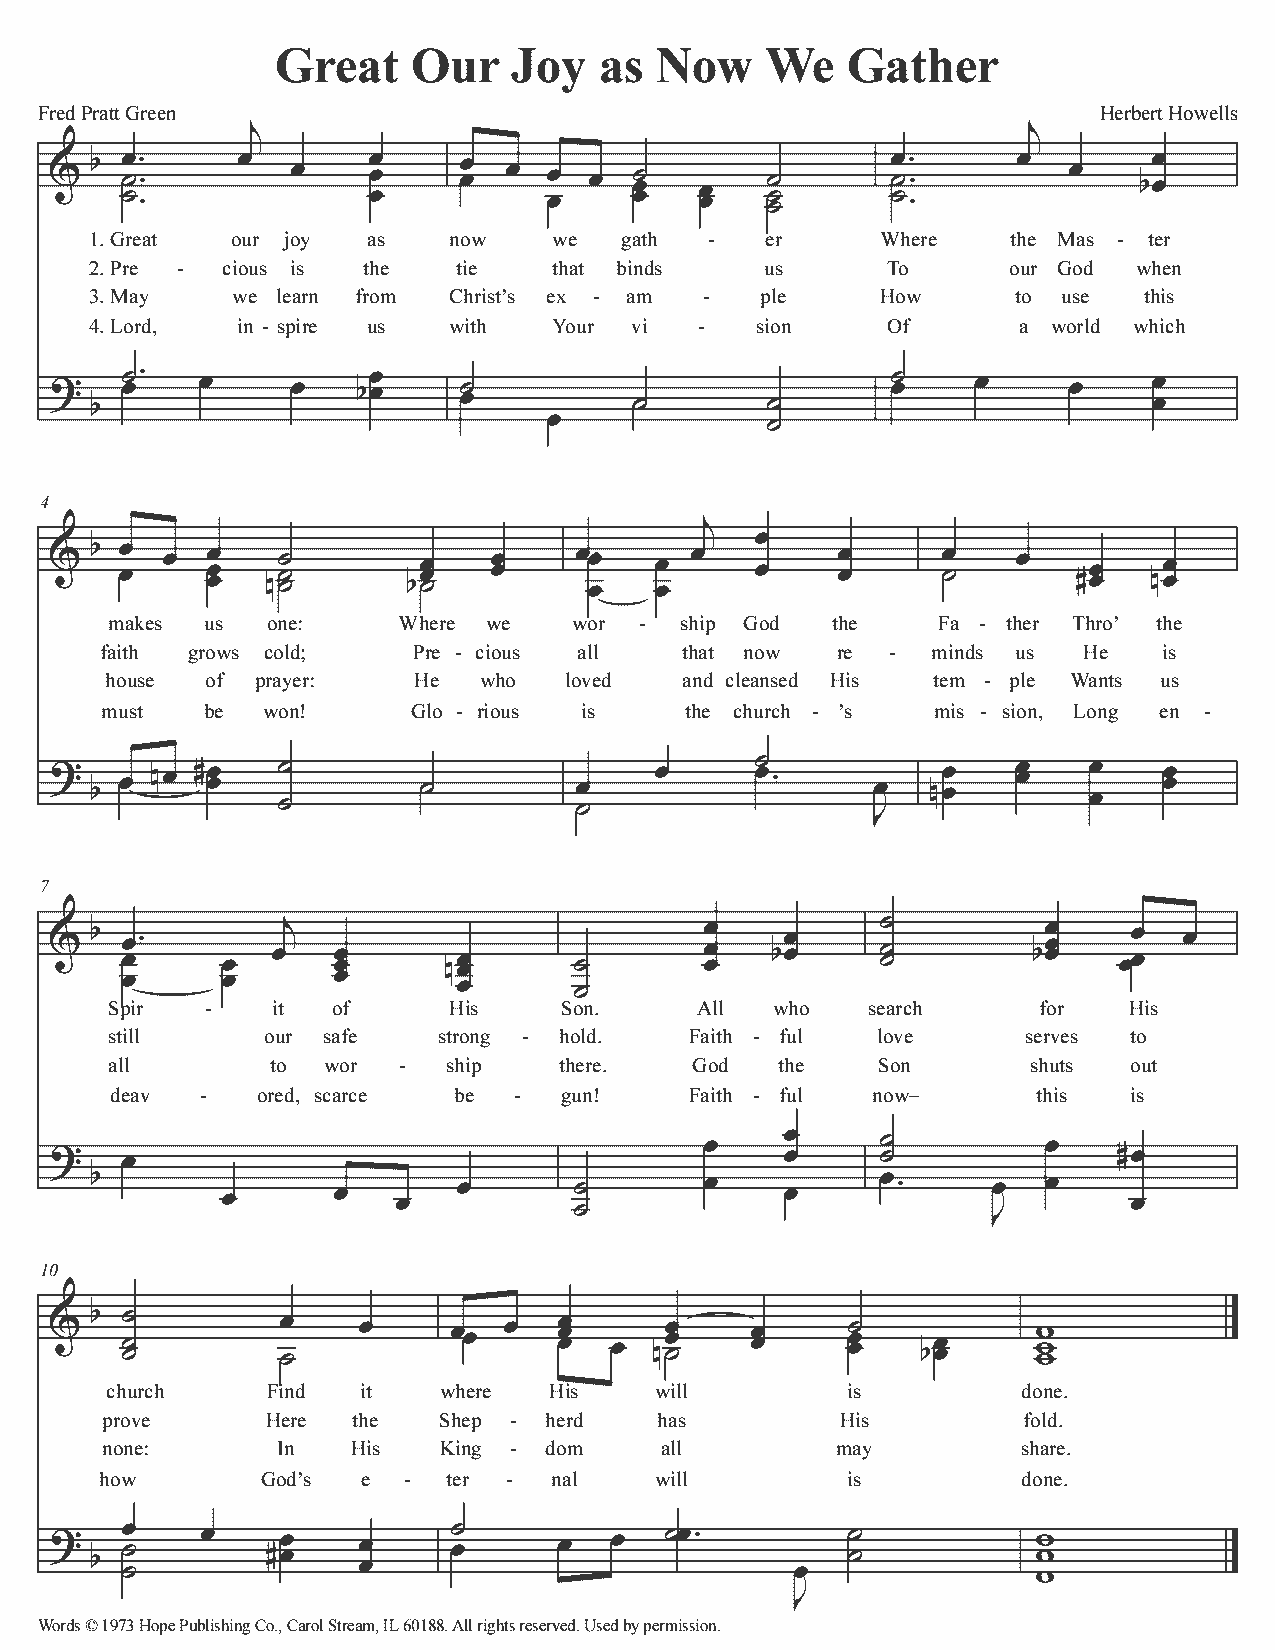 Great Our Joy as Now We Gather
Fred Pratt Green
Herbert Howells
1. Great our joy as now we gath - er Where the Mas - ter
2. Pre - cious is the tie that binds us To our God when
3. May we learn from Christ's ex - am - ple How to use this
4. Lord, in - spire us with Your vi - sion Of a world which
4
makes us one: Where we wor - ship God the Fa - ther Thro' the
faith grows cold; Pre - cious all that now re - minds us He is
house of prayer: He who loved and cleansed His tem - ple Wants us
must be won! Glo - rious is the church - 's mis - sion, Long en -
7
Spir - it of His Son. All who search for His
still our safe strong - hold. Faith - ful love serves to
all to wor - ship there. God the Son shuts out
deav - ored, scarce be - gun! Faith - ful now– this is
10
church Find it where His will is done.
prove Here the Shep - herd has His fold.
none: In His King - dom all may share.
how God's e - ter - nal will is done.
Words © 1973 Hope Publishing Co., Carol Stream, IL 60188. All rights reserved. Used by permission.